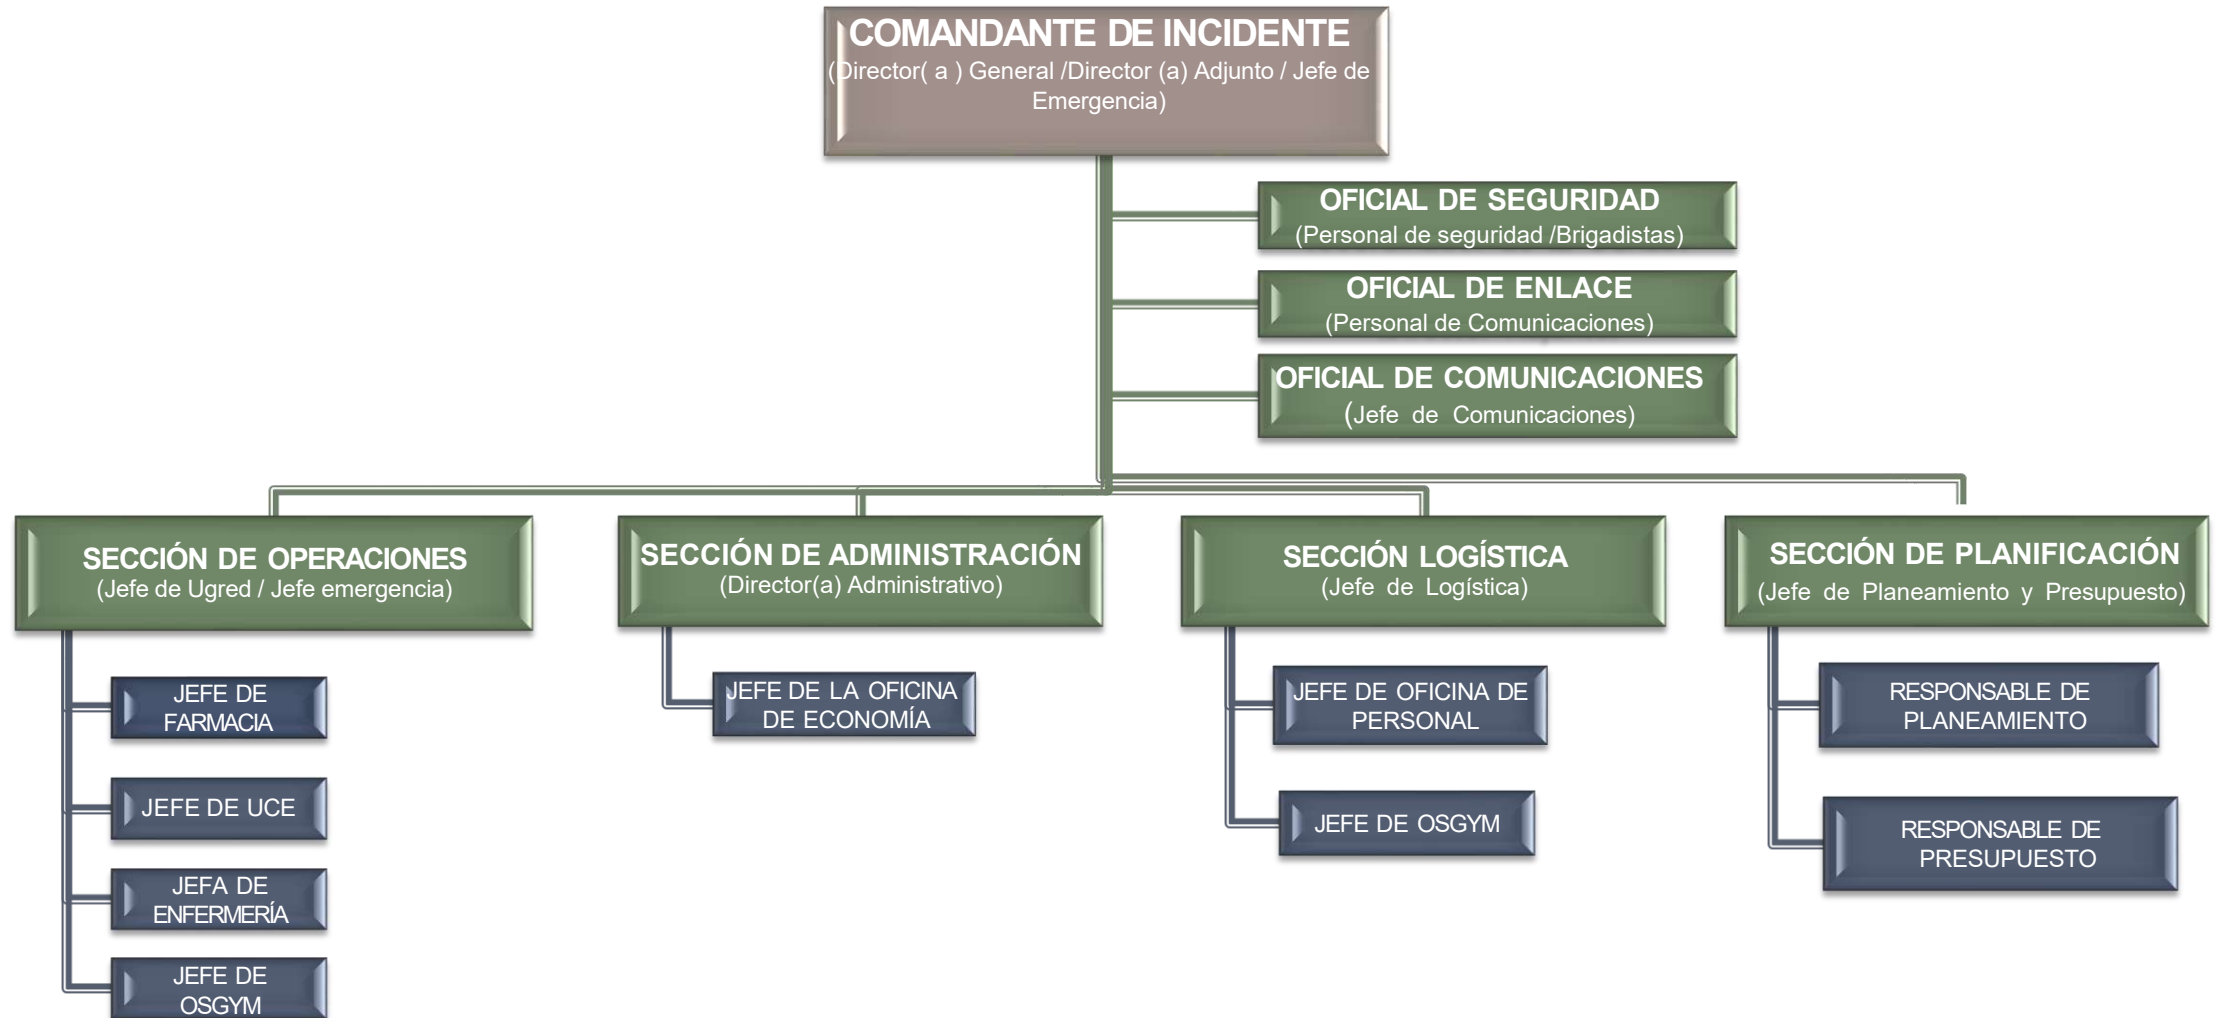 COMANDANTE DE INCIDENTE
(Director( a ) General /Director (a) Adjunto / Jefe de
Emergencia)
OFICIAL DE SEGURIDAD
(Personal de seguridad /Brigadistas)
OFICIAL DE ENLACE
(Personal de Comunicaciones)
OFICIAL DE COMUNICACIONES
(Jefe de Comunicaciones)
SECCIÓN DE OPERACIONES
(Jefe de Ugred / Jefe emergencia)
SECCIÓN DE ADMINISTRACIÓN
(Director(a) Administrativo)
SECCIÓN LOGÍSTICA
(Jefe de Logística)
SECCIÓN DE PLANIFICACIÓN
(Jefe de Planeamiento y Presupuesto)
JEFE DE
FARMACIA
JEFE DE UCE
JEFA DE
ENFERMERÍA
JEFE DE
OSGYM
JEFE DE LA OFICINA
DE ECONOMÍA
JEFE DE OFICINA DE
PERSONAL
JEFE DE OSGYM
RESPONSABLE DE
PLANEAMIENTO
RESPONSABLE DE
PRESUPUESTO